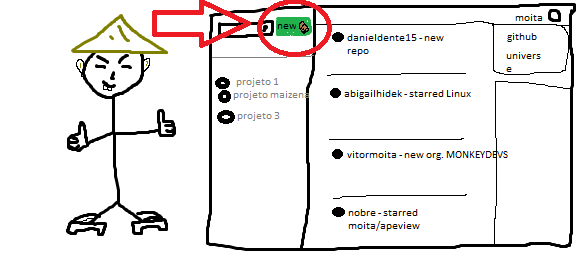 new
moita
projeto 1
projeto maizena
projeto 3
danieldente15 - new
repo
abigailhidek - starred Linux
vitormoita - new org. MONKEYDEVS
nobre - starred
moita/apeview
github
univers
e